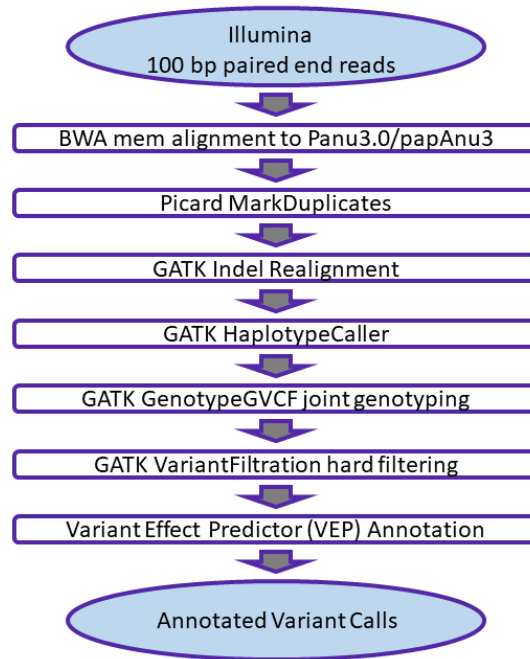 Illumina
100 bp paired end reads
BWA mem alignment to Panu3.0/papAnu3
Picard MarkDuplicates
GATK Indel Realignment
GATK HaplotypeCaller
GATK GenotypeGVCF joint genotyping
GATK VariantFiltration hard filtering
Variant Effect Predictor (VEP) Annotation
Annotated Variant Calls